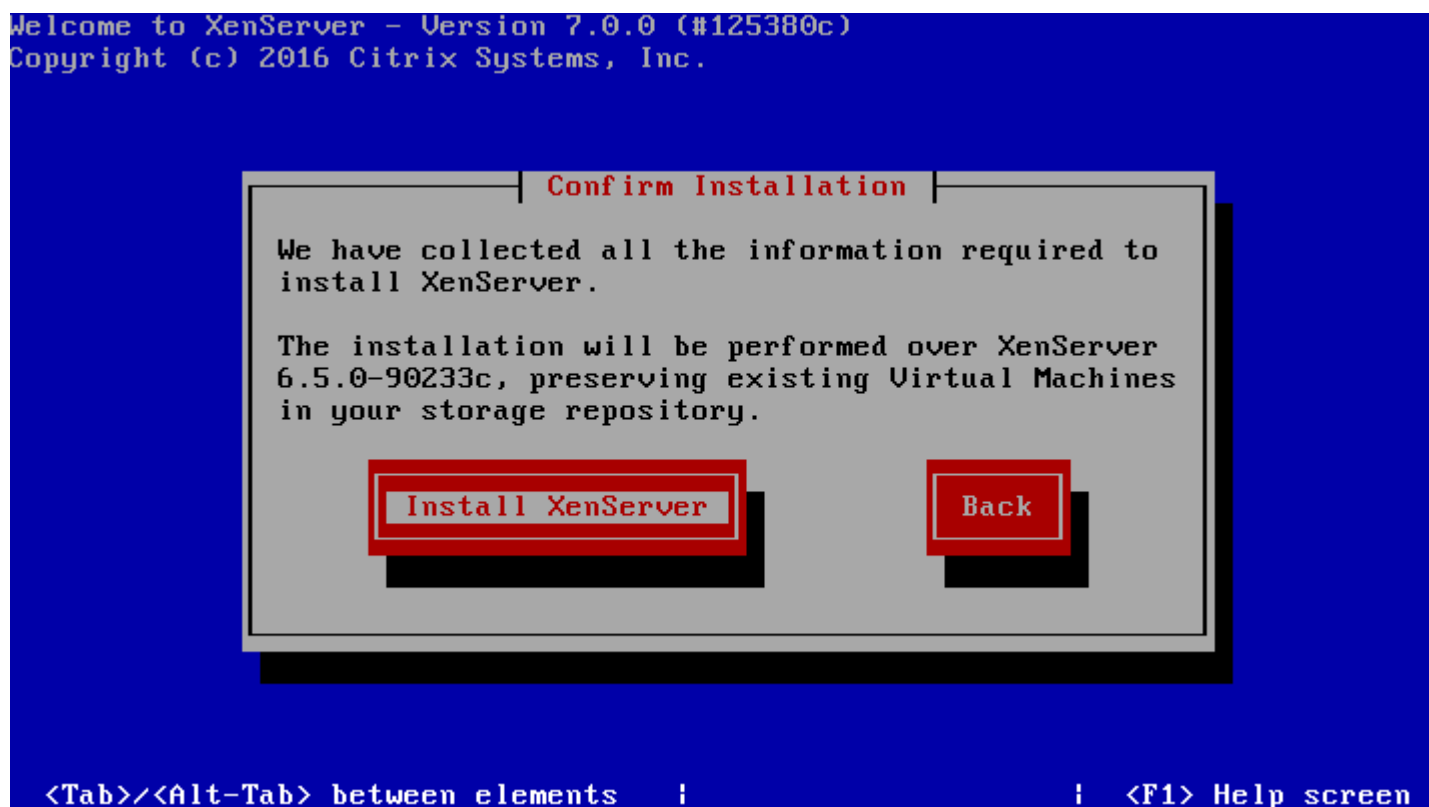 Welcome to XenServer - Version 7.0.0 (#125380c)
Copyright (c) 2016 Citrix Systems, Inc.
Confirm Installation
We have collected all the information required to
install XenServer.
The installation will be performed over XenServer
6.5.0-90233c, preserving existing Virtual Machines
in your storage repository.
Install XenServer Back
<Tab>/<Alt-Tab> between elements | | <F1> Help screen